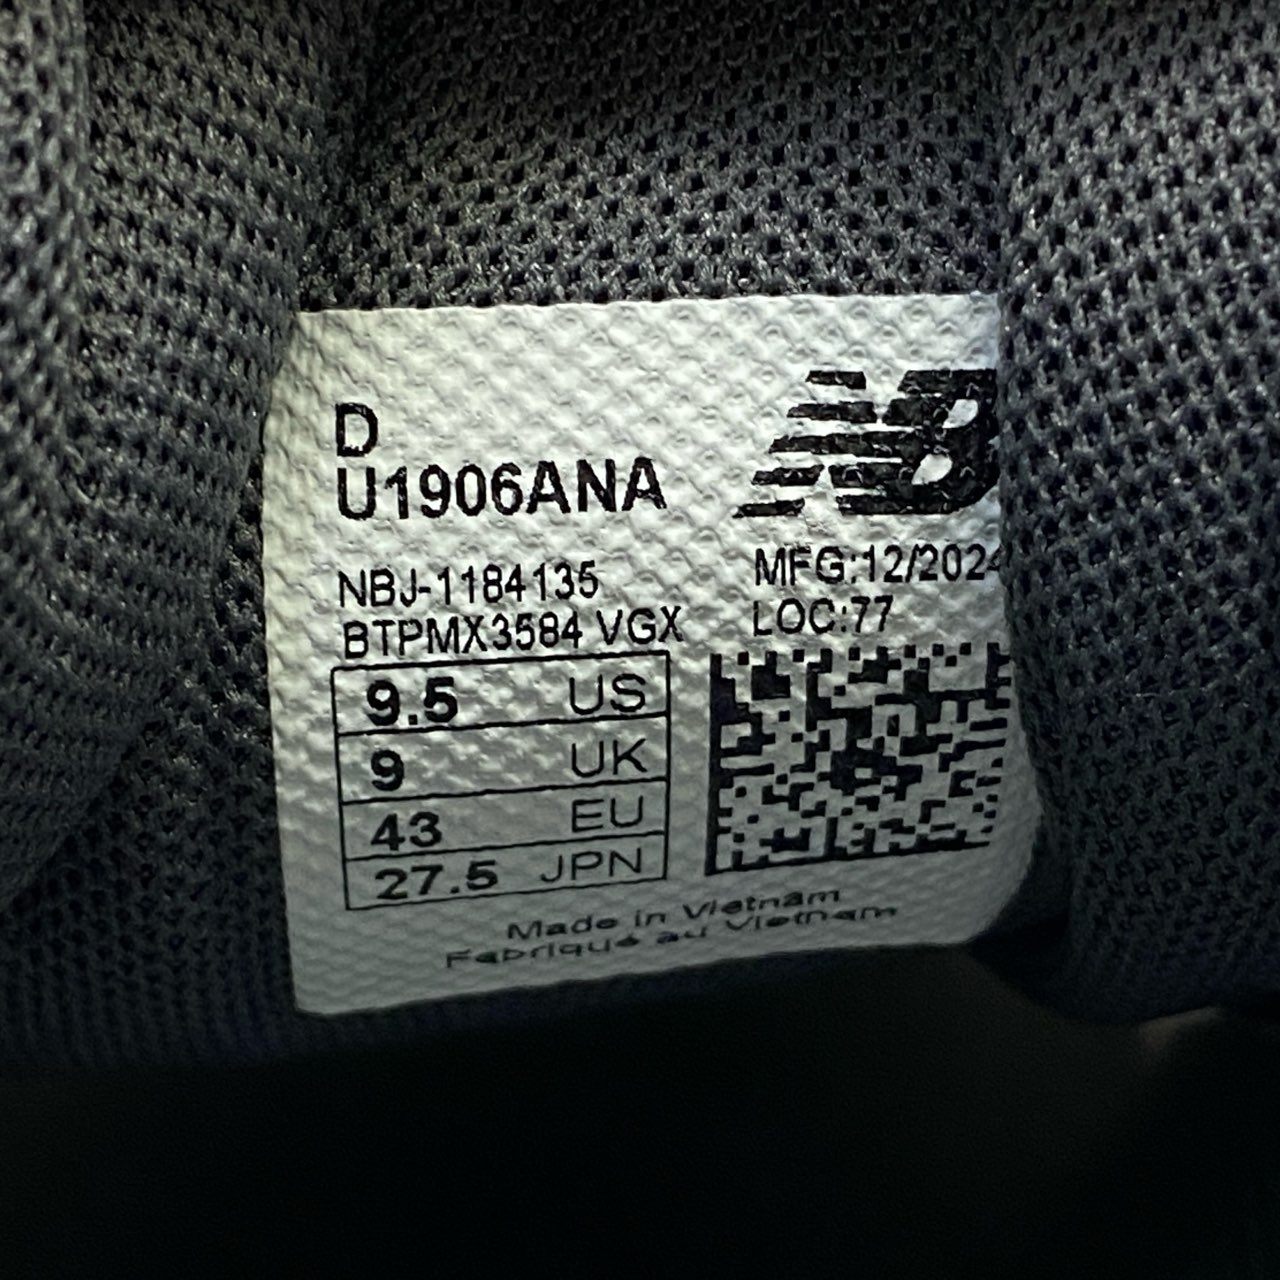 D
U1906ANA
NB
NBJ-1184135
BTPMX3584 VGX
MFG:12/2024
LOC:77
9.5 US
9 UK
43 EU
27.5 JPN
Made in Vietnam
Fabriqué au Vietnam